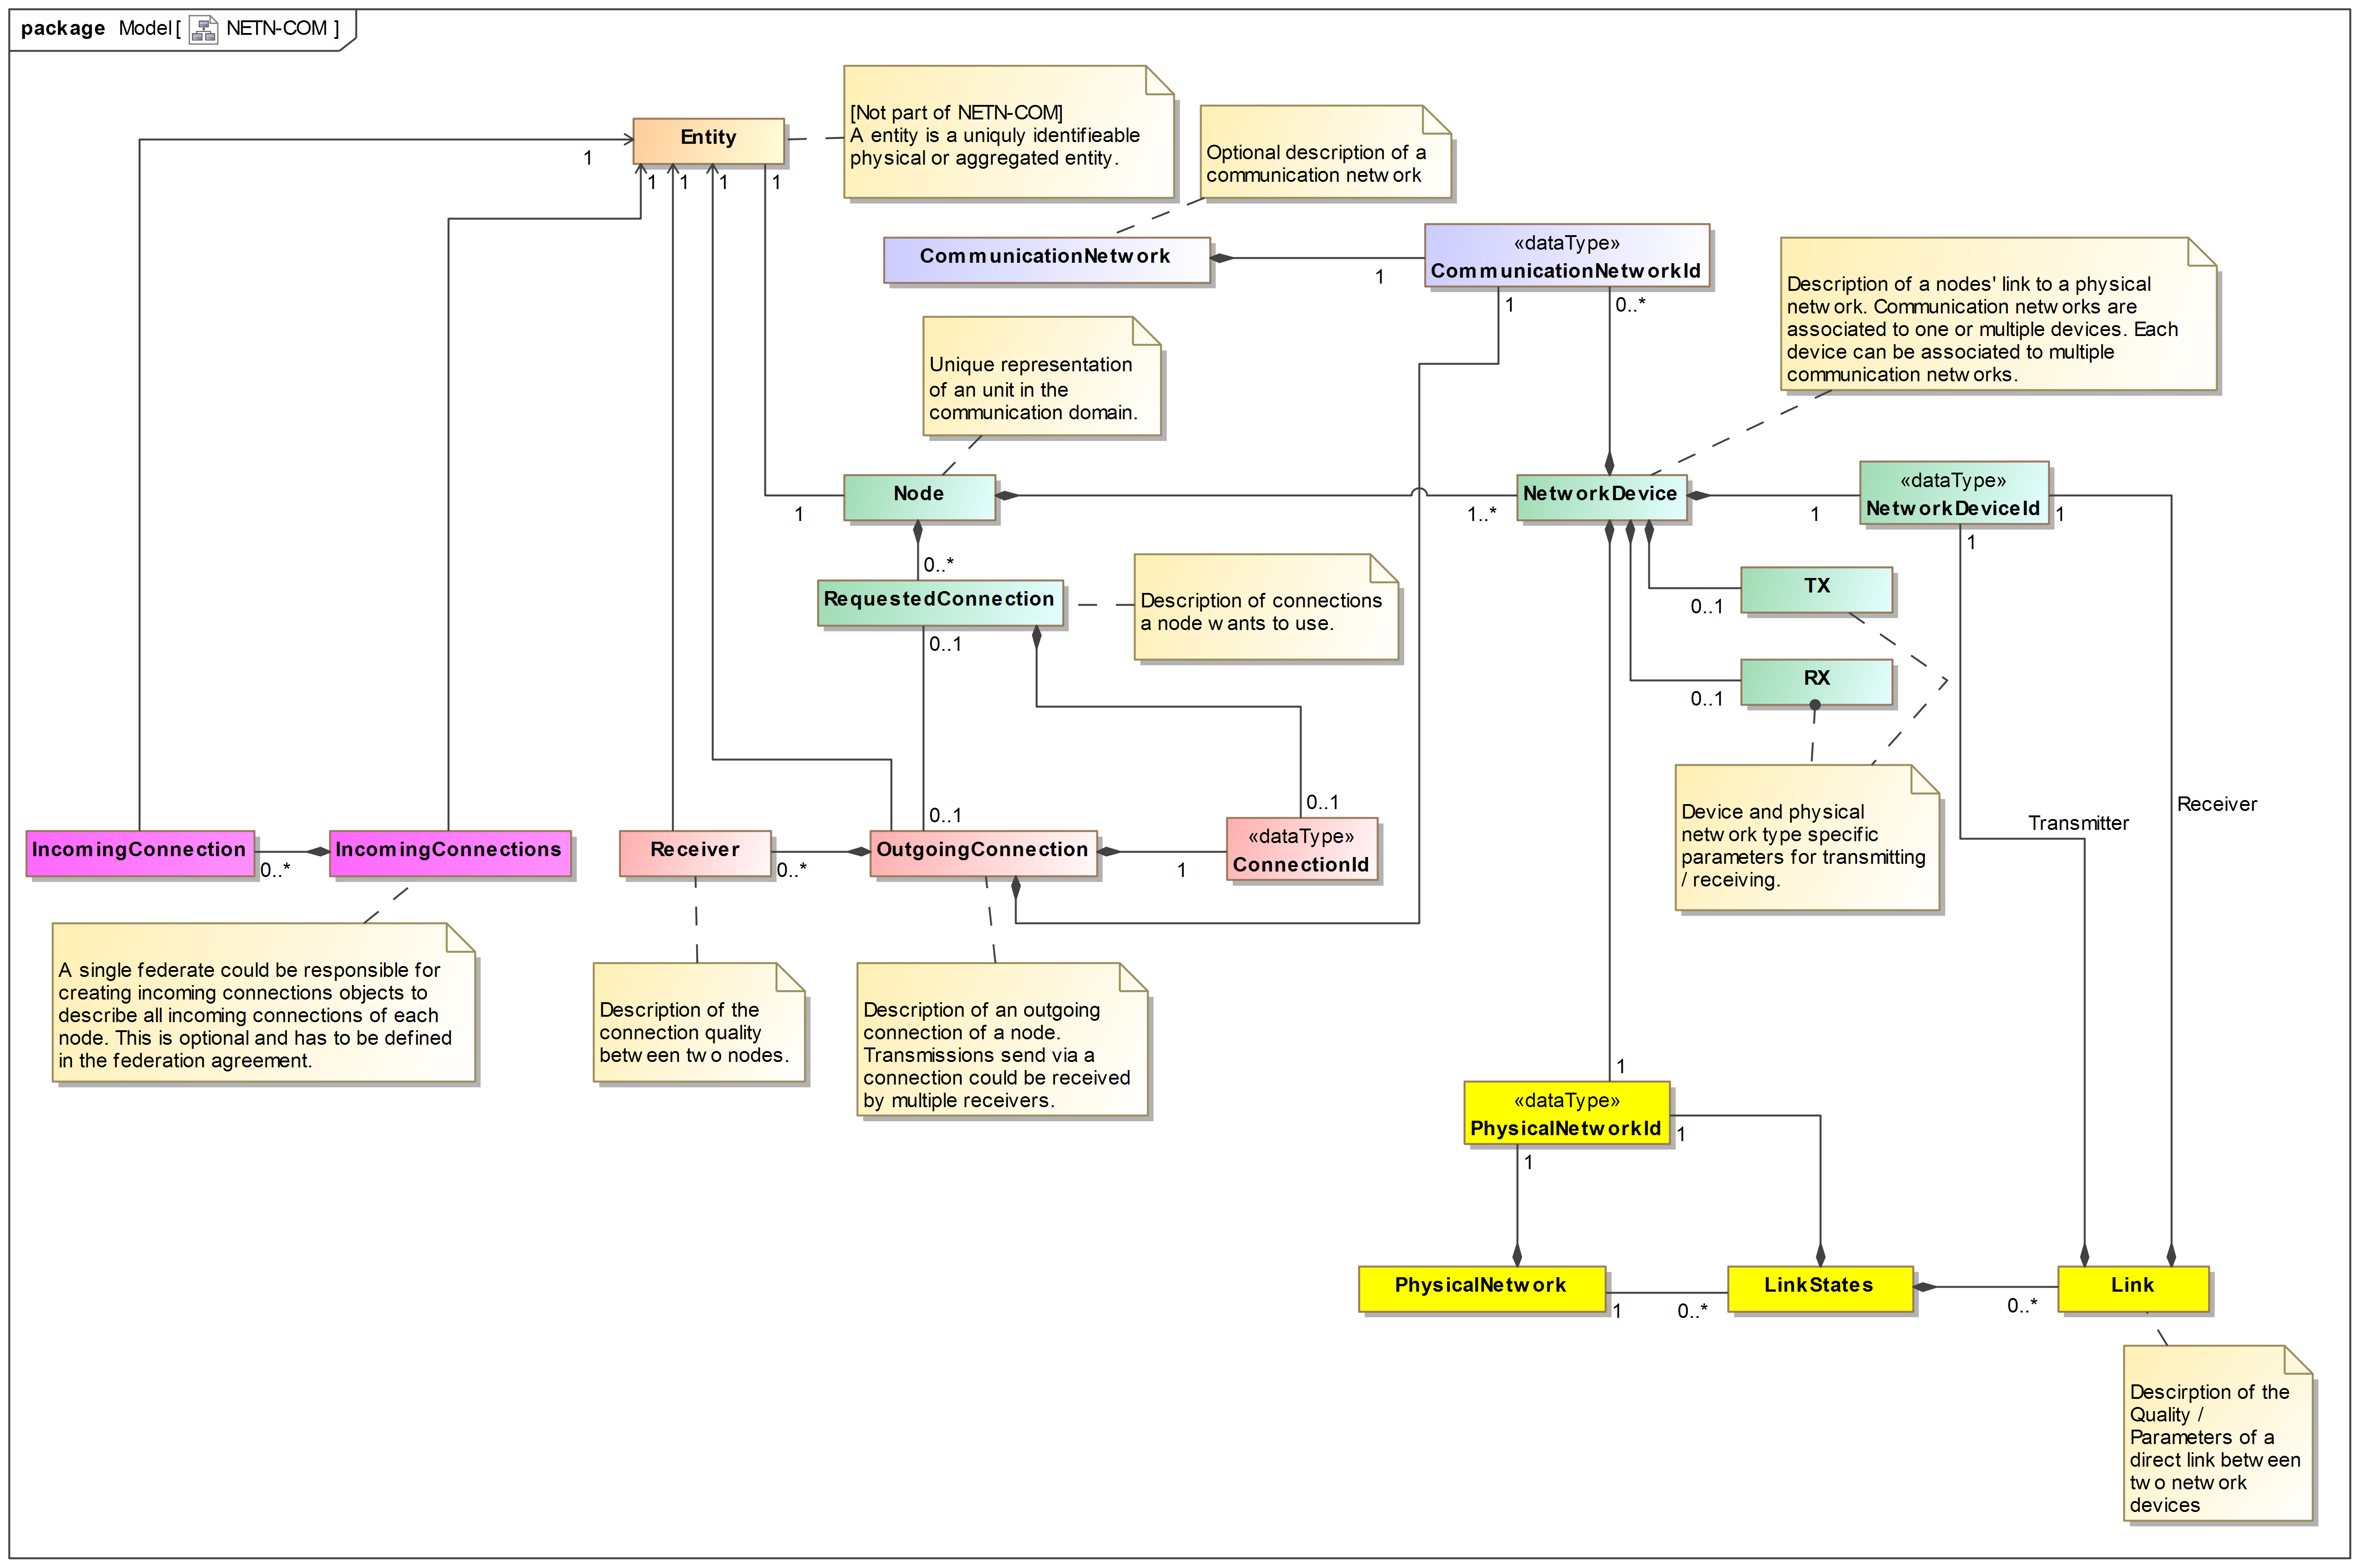 package Model [ NETN-COM ]
[Not part of NETN-COM]
A entity is a uniquly identifieable
physical or aggregated entity.
Entity
1
1
1
1
1
Optional description of a
communication network
CommunicationNetwork
1
«dataType»
CommunicationNetworkId
1
0..*
Description of a nodes' link to a physical
network. Communication networks are
associated to one or multiple devices. Each
device can be associated to multiple
communication networks.
Unique representation
of an unit in the
communication domain.
Node
1
1..*
NetworkDevice
1
«dataType»
NetworkDeviceId
1
1
0..*
RequestedConnection
0..1
Description of connections
a node wants to use.
TX
0..1
RX
0..1
Device and physical
network type specific
parameters for transmitting
/ receiving.
Transmitter
Receiver
IncomingConnection
0..*
IncomingConnections
Receiver
0..*
0..1
OutgoingConnection
1
0..1
«dataType»
ConnectionId
A single federate could be responsible for
creating incoming connections objects to
describe all incoming connections of each
node. This is optional and has to be defined
in the federation agreement.
Description of the
connection quality
between two nodes.
Description of an outgoing
connection of a node.
Transmissions send via a
connection could be received
by multiple receivers.
1
«dataType»
PhysicalNetworkId
1
1
PhysicalNetwork
1
0..*
LinkStates
0..*
Link
Descirption of the
Quality /
Parameters of a
direct link between
two network
devices